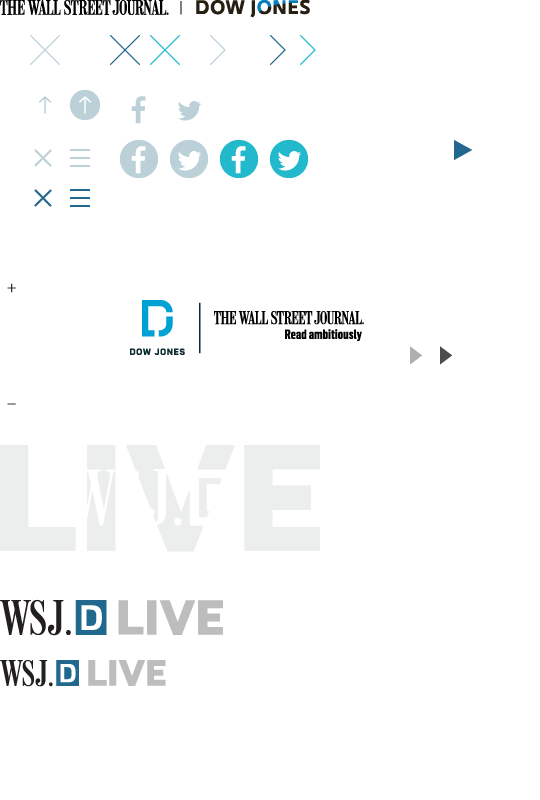 THE WALL STREET JOURNAL. | DOW JONES
+
D
DOW JONES
THE WALL STREET JOURNAL.
Read ambitiously
–
LIVE
WSJ.D
WSJ.D LIVE
WSJ.D LIVE